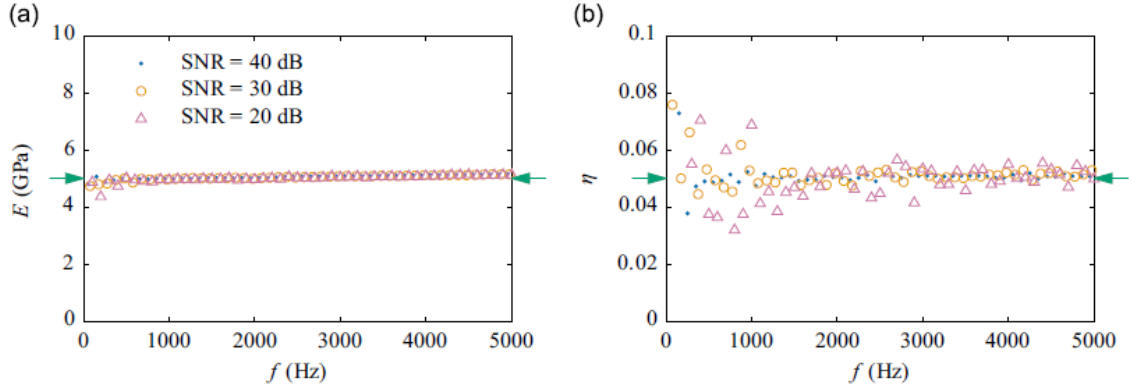 (a)
10
8
6
4
2
0
E (GPa)
SNR = 40 dB
SNR = 30 dB
SNR = 20 dB
0 1000 2000 3000 4000 5000
f (Hz)
(b)
0.1
0.08
0.06
0.04
0.02
0
η
0 1000 2000 3000 4000 5000
f (Hz)